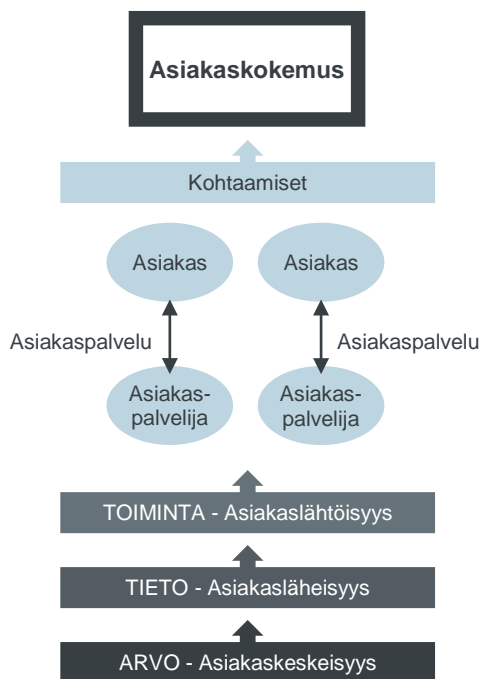 Asiakaskokemus
Kohtaamiset
Asiakas
Asiakas
Asiakaspalvelu
Asiakaspalvelu
Asiakas-
palvelija
Asiakas-
palvelija
TOIMINTA - Asiakaslähtöisyys
TIETO - Asiakasläheisyys
ARVO - Asiakaskeskeisyys